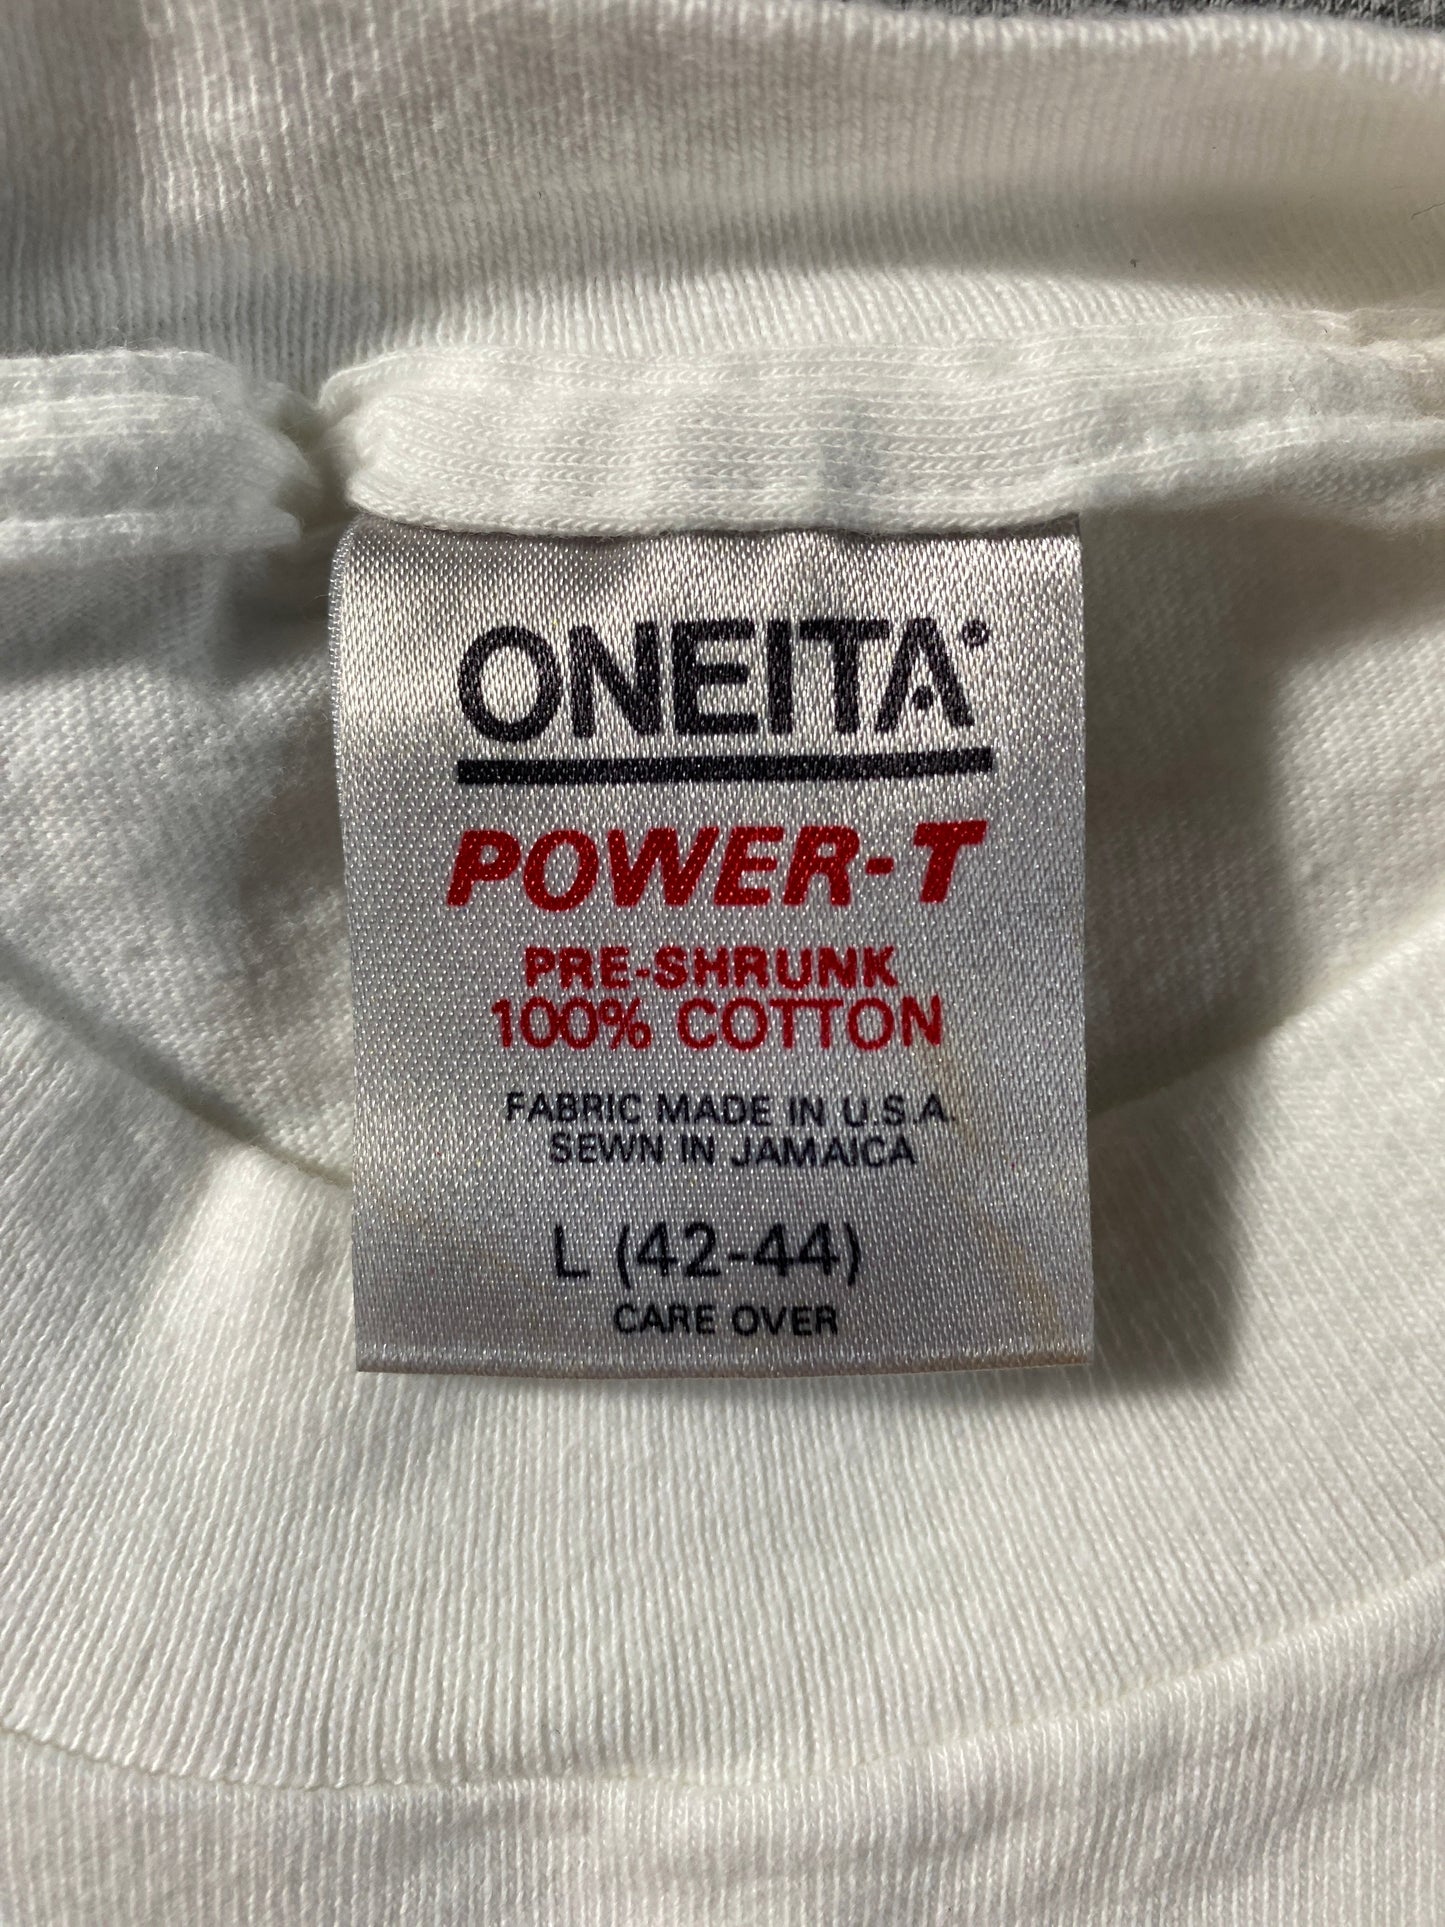 ONEITA®
POWER-T
PRE-SHRUNK
100% COTTON
FABRIC MADE IN U.S.A.
SEWN IN JAMAICA
L (42-44)
CARE OVER